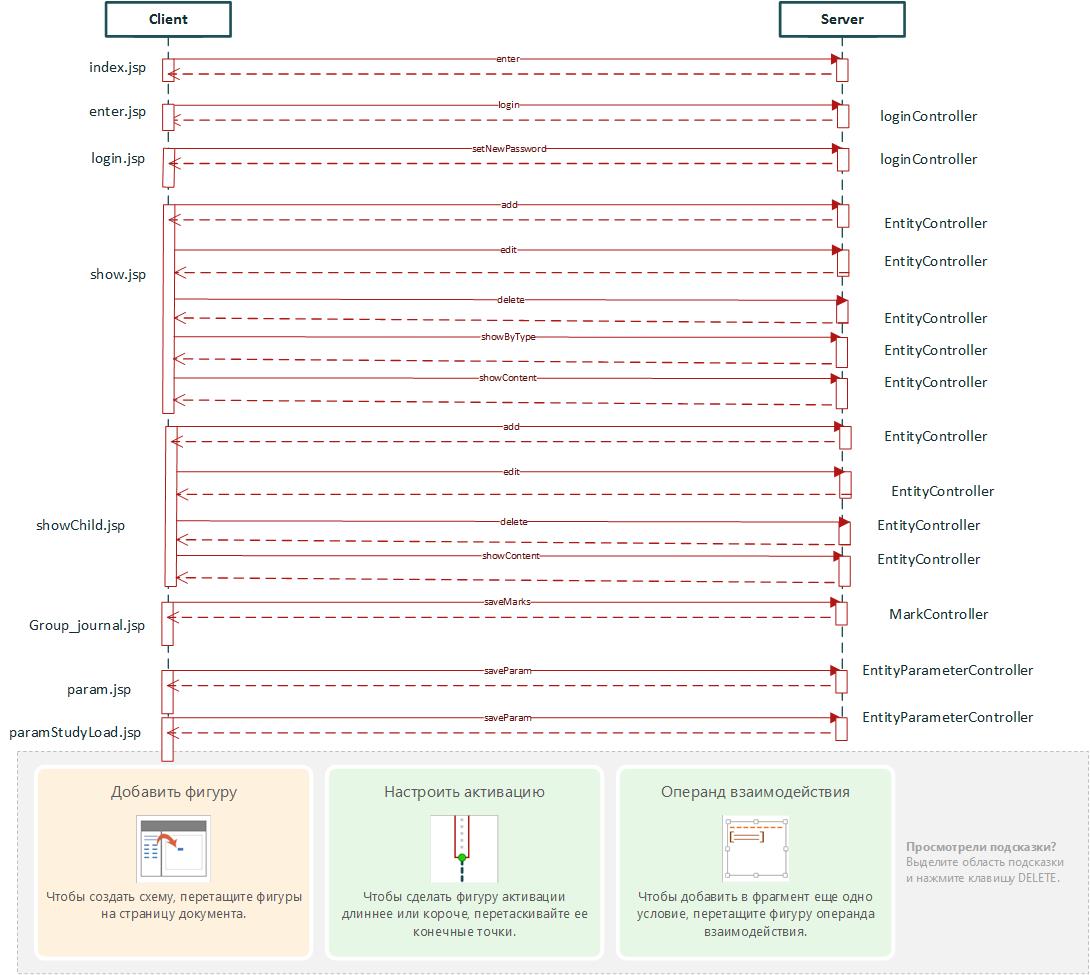 Client
Server
index.jsp
enter
enter.jsp
login
loginController
login.jsp
setNewPassword
loginController
show.jsp
add
EntityController
edit
EntityController
delete
EntityController
showByType
EntityController
showContent
EntityController
showChild.jsp
add
EntityController
edit
EntityController
delete
EntityController
showContent
EntityController
Group_journal.jsp
saveMarks
MarkController
param.jsp
saveParam
EntityParameterController
paramStudyLoad.jsp
saveParam
EntityParameterController
Добавить фигуру
Чтобы создать схему, перетащите фигуры
на страницу документа.
Настроить активацию
Чтобы сделать фигуру активации
длиннее или короче, перетаскивайте ее
конечные точки.
Операнд взаимодействия
Чтобы добавить в фрагмент еще одно
условие, перетащите фигуру операнда
взаимодействия.
Просмотрели подсказки?
Выделите область подсказки
и нажмите клавишу DELETE.